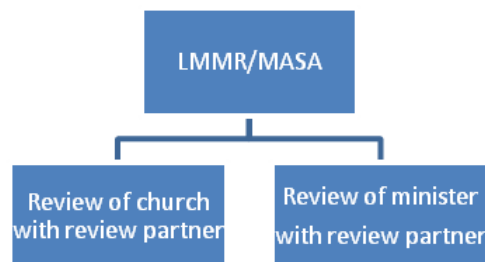 LMMR/MASA
Review of church
with review partner
Review of minister
with review partner